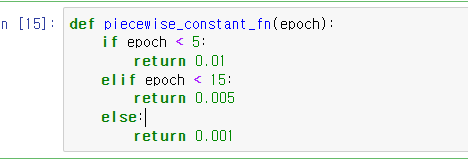 n [15]: def piecewise_constant_fn(epoch):
    if epoch < 5:
        return 0.01
    elif epoch < 15:
        return 0.005
    else:
        return 0.001